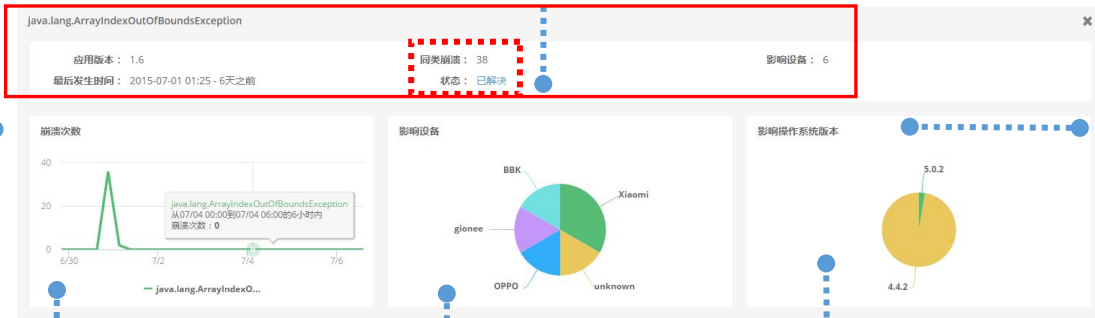 java.lang.ArrayIndexOutOfBoundsException
应用版本： 1.6
同类崩溃： 38
影响设备： 6
最后发生时间： 2015-07-01 01:25 - 6天之前
状态： 已解决
崩溃次数
影响设备
影响操作系统版本
40
20
0
6/30
7/2
7/4
7/6
java.lang.ArrayIndexOutOfBoundsException
从07/04 00:00到07/04 06:00的6小时内
崩溃次数：0
java.lang.ArrayIndexO...
BBK
Xiaomi
gionee
OPPO
unknown
5.0.2
4.4.2